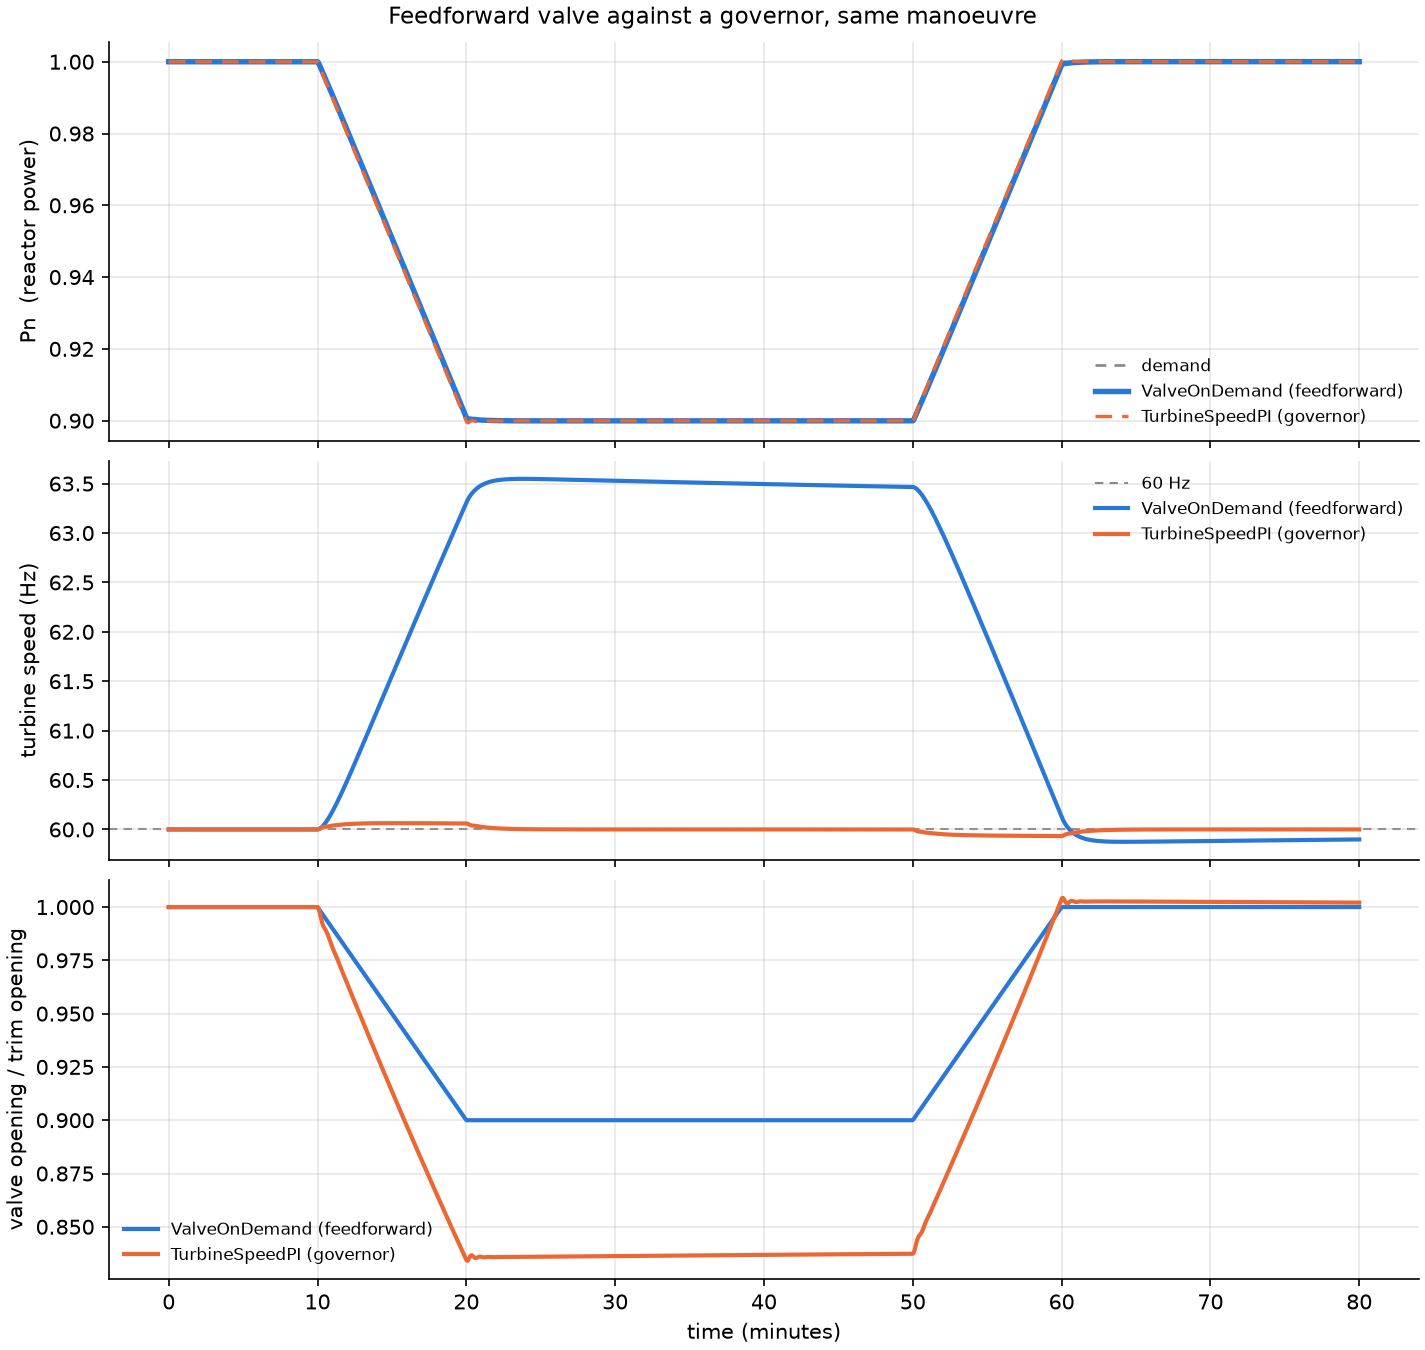 Feedforward valve against a governor, same manoeuvre
Pn (reactor power)
1.00
0.98
0.96
0.94
0.92
0.90
demand
ValveOnDemand (feedforward)
TurbineSpeedPI (governor)
turbine speed (Hz)
63.5
63.0
62.5
62.0
61.5
61.0
60.5
60.0
60 Hz
ValveOnDemand (feedforward)
TurbineSpeedPI (governor)
valve opening / trim opening
1.000
0.975
0.950
0.925
0.900
0.875
0.850
ValveOnDemand (feedforward)
TurbineSpeedPI (governor)
0 10 20 30 40 50 60 70 80
time (minutes)